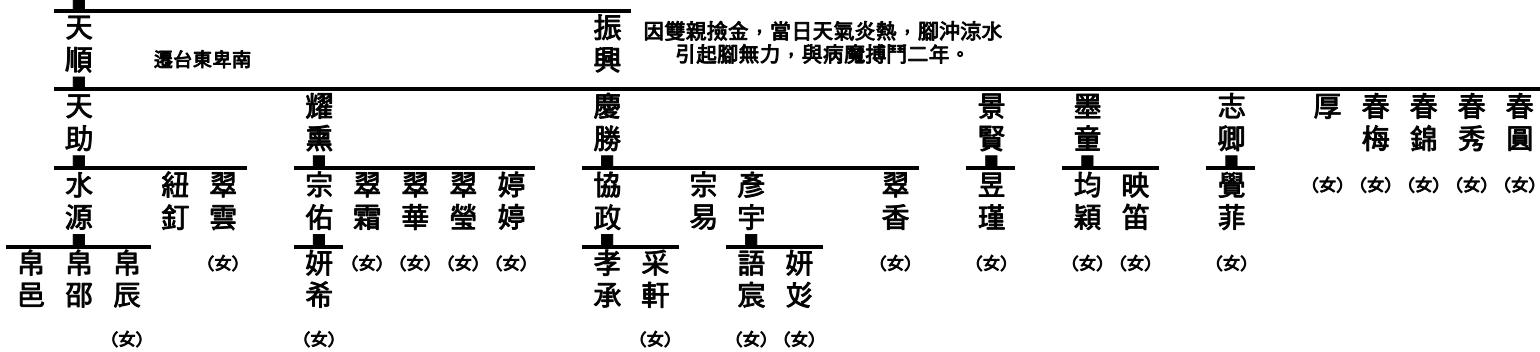 天順
遷台東卑南
振興
因雙親撿金，當日天氣炎熱，腳沖涼水
引起腳無力，與病魔搏鬥二年。
天助
耀熏
慶勝
景賢
墨童
志卿
厚
(女)
春梅
(女)
春錦
(女)
春秀
(女)
春圓
(女)
水源
紐釘
翠雲
(女)
宗佑
翠霜
(女)
翠華
(女)
翠瑩
(女)
婷婷
(女)
協政
宗易
彥宇
翠香
(女)
昱瑾
(女)
均穎
(女)
映笛
(女)
覺菲
(女)
帛邑
帛邵
帛辰
(女)
妍希
(女)
孝承
采軒
(女)
語宸
(女)
妍彣
(女)